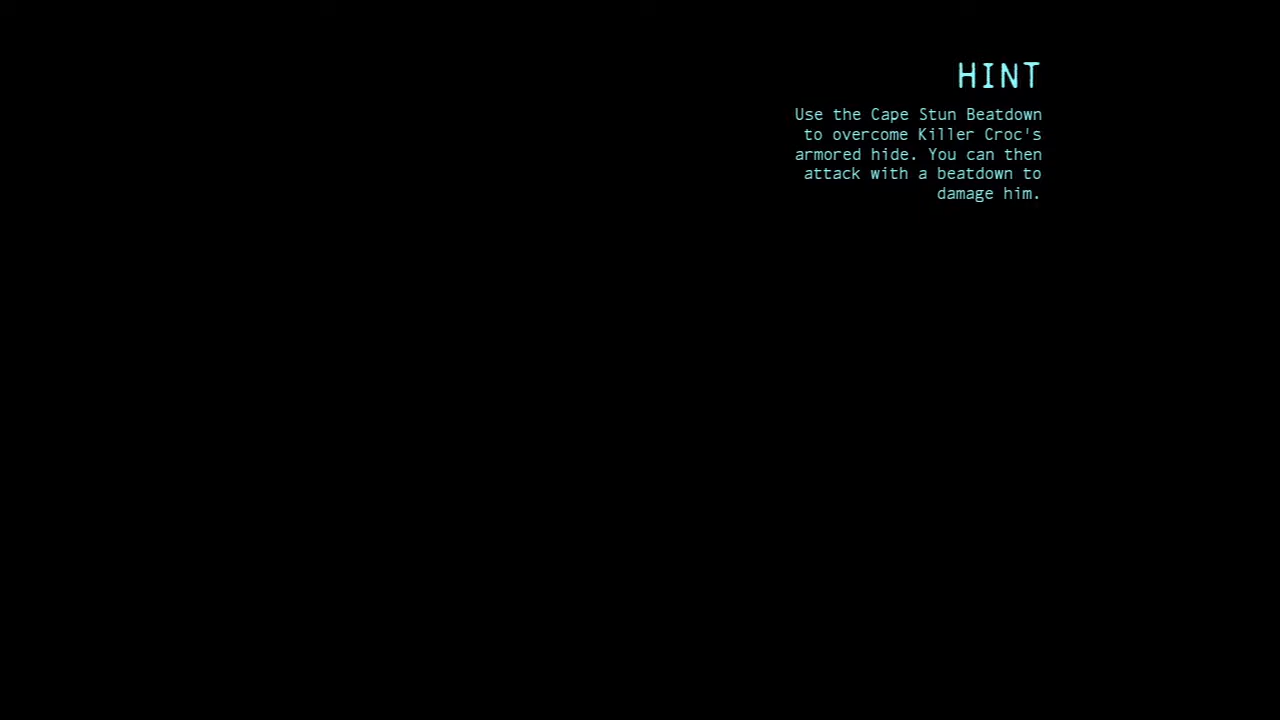 HINT
Use the Cape Stun Beatdown
to overcome Killer Croc's
armored hide. You can then
attack with a beatdown to
damage him.